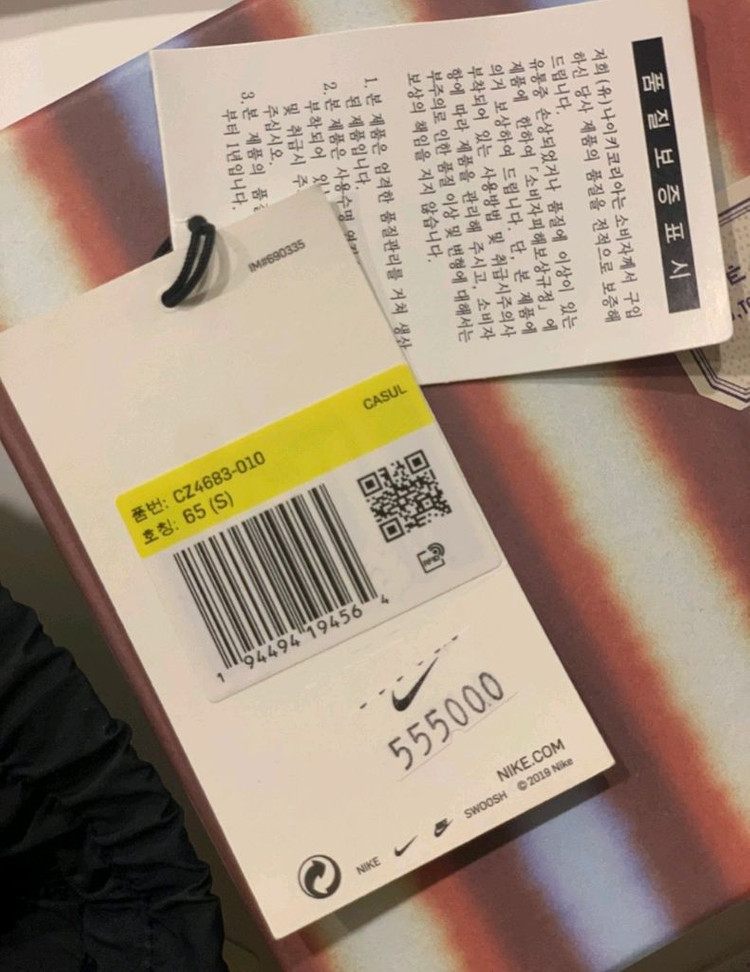 품질보증표시
저희 (유)나이키코리아는 소비자께서 구입
하신 당사 제품의 품질을 전적으로 보증해
드립니다.
유통중 손상되었거나 품질에 이상이 있는
제품에 한하여 「소비자피해보상규정」에
의거 보상하여 드립니다. 단, 본 제품에
부착되어 있는 사용방법 및 취급시주의사
항에 따라 제품을 관리해 주시고, 소비자
부주의로 인한 품질 이상 및 변형에 대해서는
보상의 책임을 지지 않습니다.
1. 본 제품은 엄격한 품질관리를 거쳐 생산
된 제품입니다.
2. 본 제품은 사용수명
부착되어
및 취급시
주십시오.
3. 본 제품의
부터 1년입니다.
IM#690335
CASUL
품번: CZ4683-010
호칭: 65 (S)
RFID
1 94494 19456 4
555000
NIKE.COM
NIKE SWOOSH © 2019 Nike